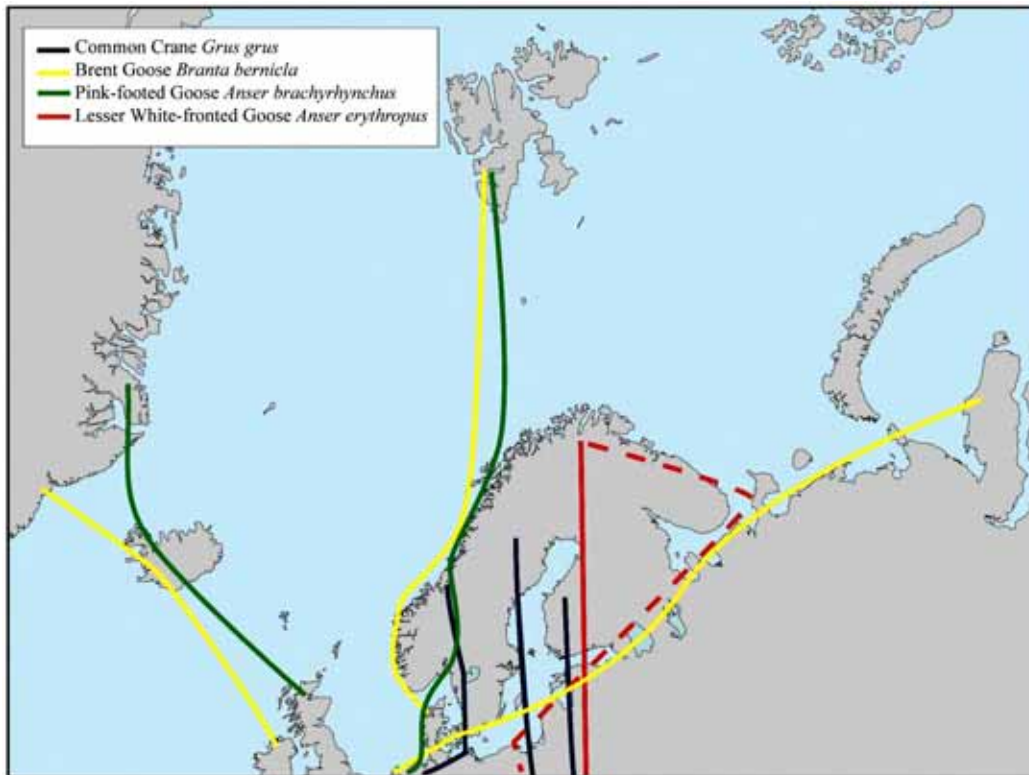 Common Crane Grus grus
Brent Goose Branta bernicla
Pink-footed Goose Anser brachyrhynchus
Lesser White-fronted Goose Anser erythropus